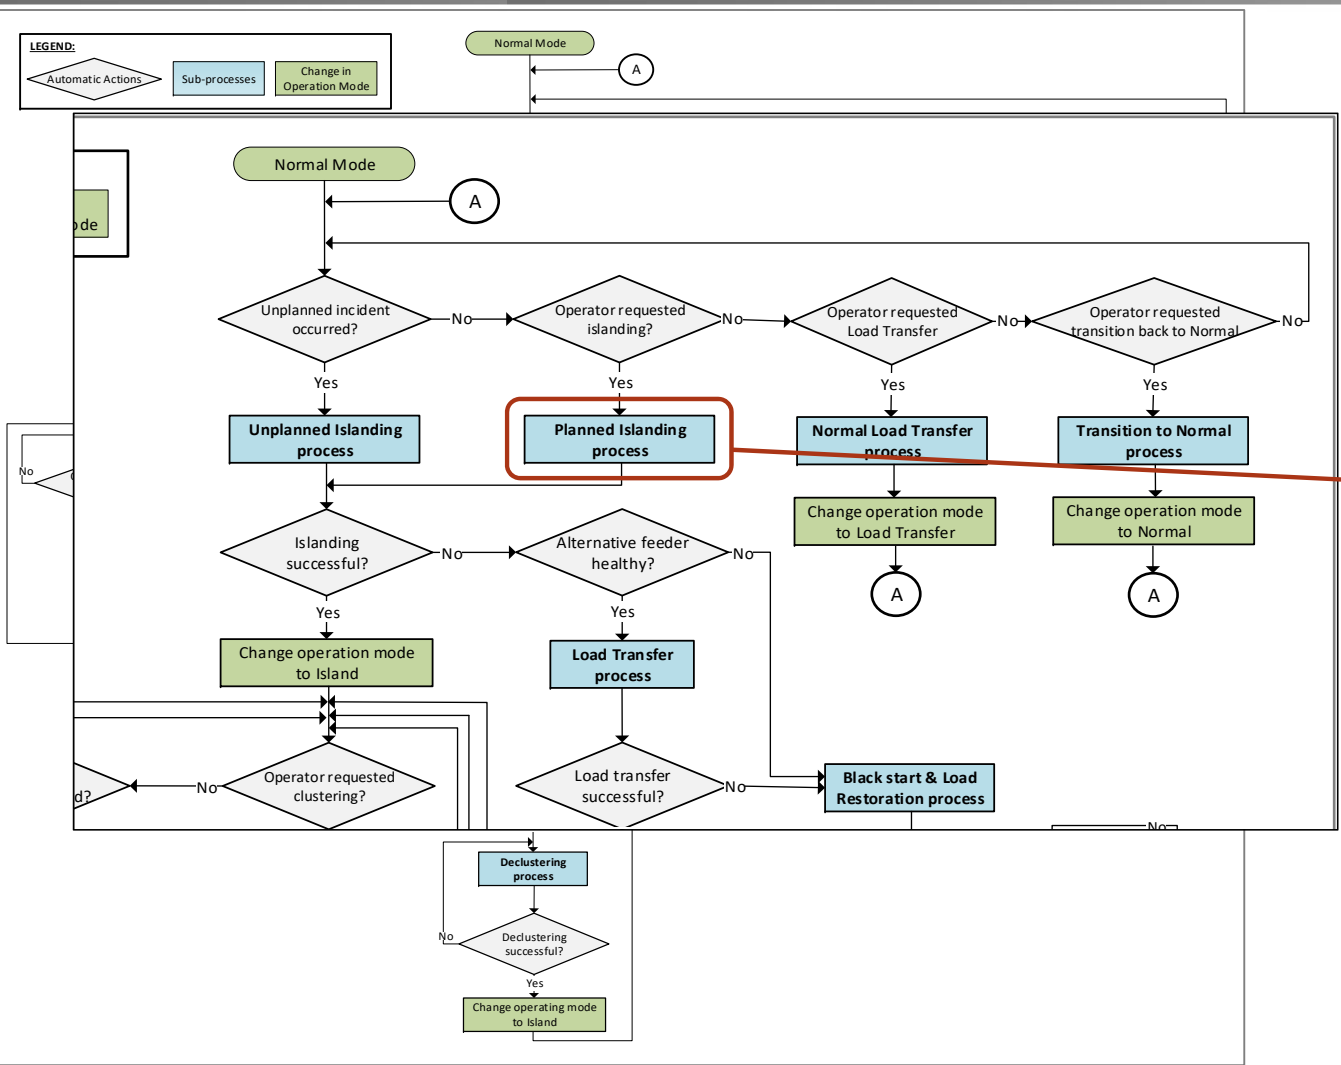 LEGEND:
Automatic Actions
Sub-processes
Change in
Operation Mode
Normal Mode
A
Normal Mode
A
Unplanned incident
occurred?
No
Operator requested
islanding?
No
Operator requested
Load Transfer
No
Operator requested
transition back to Normal
No
Yes
Yes
Yes
Yes
Unplanned Islanding
process
Planned Islanding
process
Normal Load Transfer
process
Transition to Normal
process
Change operation mode
to Load Transfer
Change operation mode
to Normal
A
A
No
Islanding
successful?
No
Alternative feeder
healthy?
No
Yes
Yes
Change operation mode
to Island
Load Transfer
process
Operator requested
clustering?
No
d?
Load transfer
successful?
No
Black start & Load
Restoration process
No
Declustering
process
Declustering
successful?
No
Yes
Change operating mode
to Island